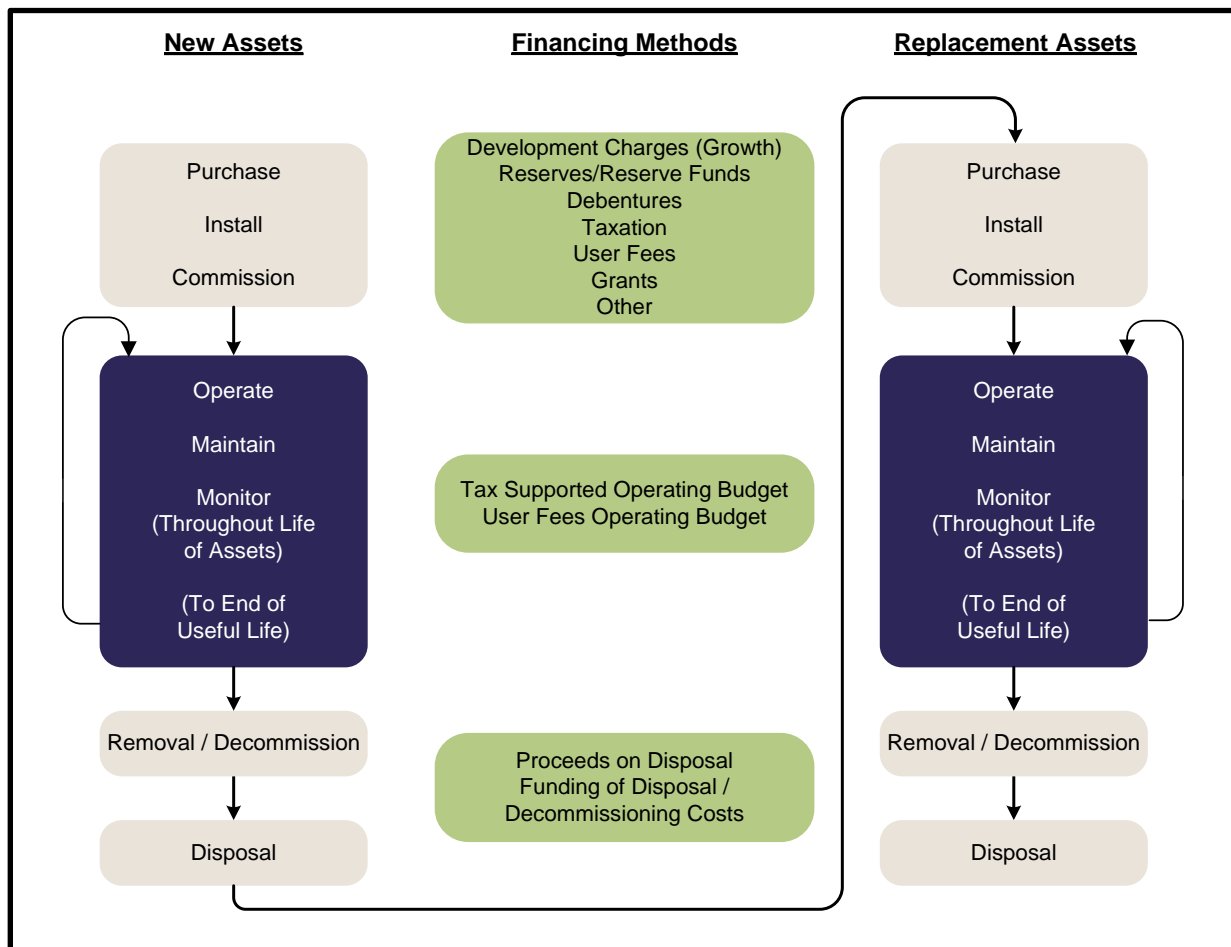 New Assets
Purchase
Install
Commission
Operate
Maintain
Monitor
(Throughout Life
of Assets)
(To End of
Useful Life)
Removal / Decommission
Disposal
Financing Methods
Development Charges (Growth)
Reserves/Reserve Funds
Debentures
Taxation
User Fees
Grants
Other
Tax Supported Operating Budget
User Fees Operating Budget
Proceeds on Disposal
Funding of Disposal /
Decommissioning Costs
Replacement Assets
Purchase
Install
Commission
Operate
Maintain
Monitor
(Throughout Life
of Assets)
(To End of
Useful Life)
Removal / Decommission
Disposal